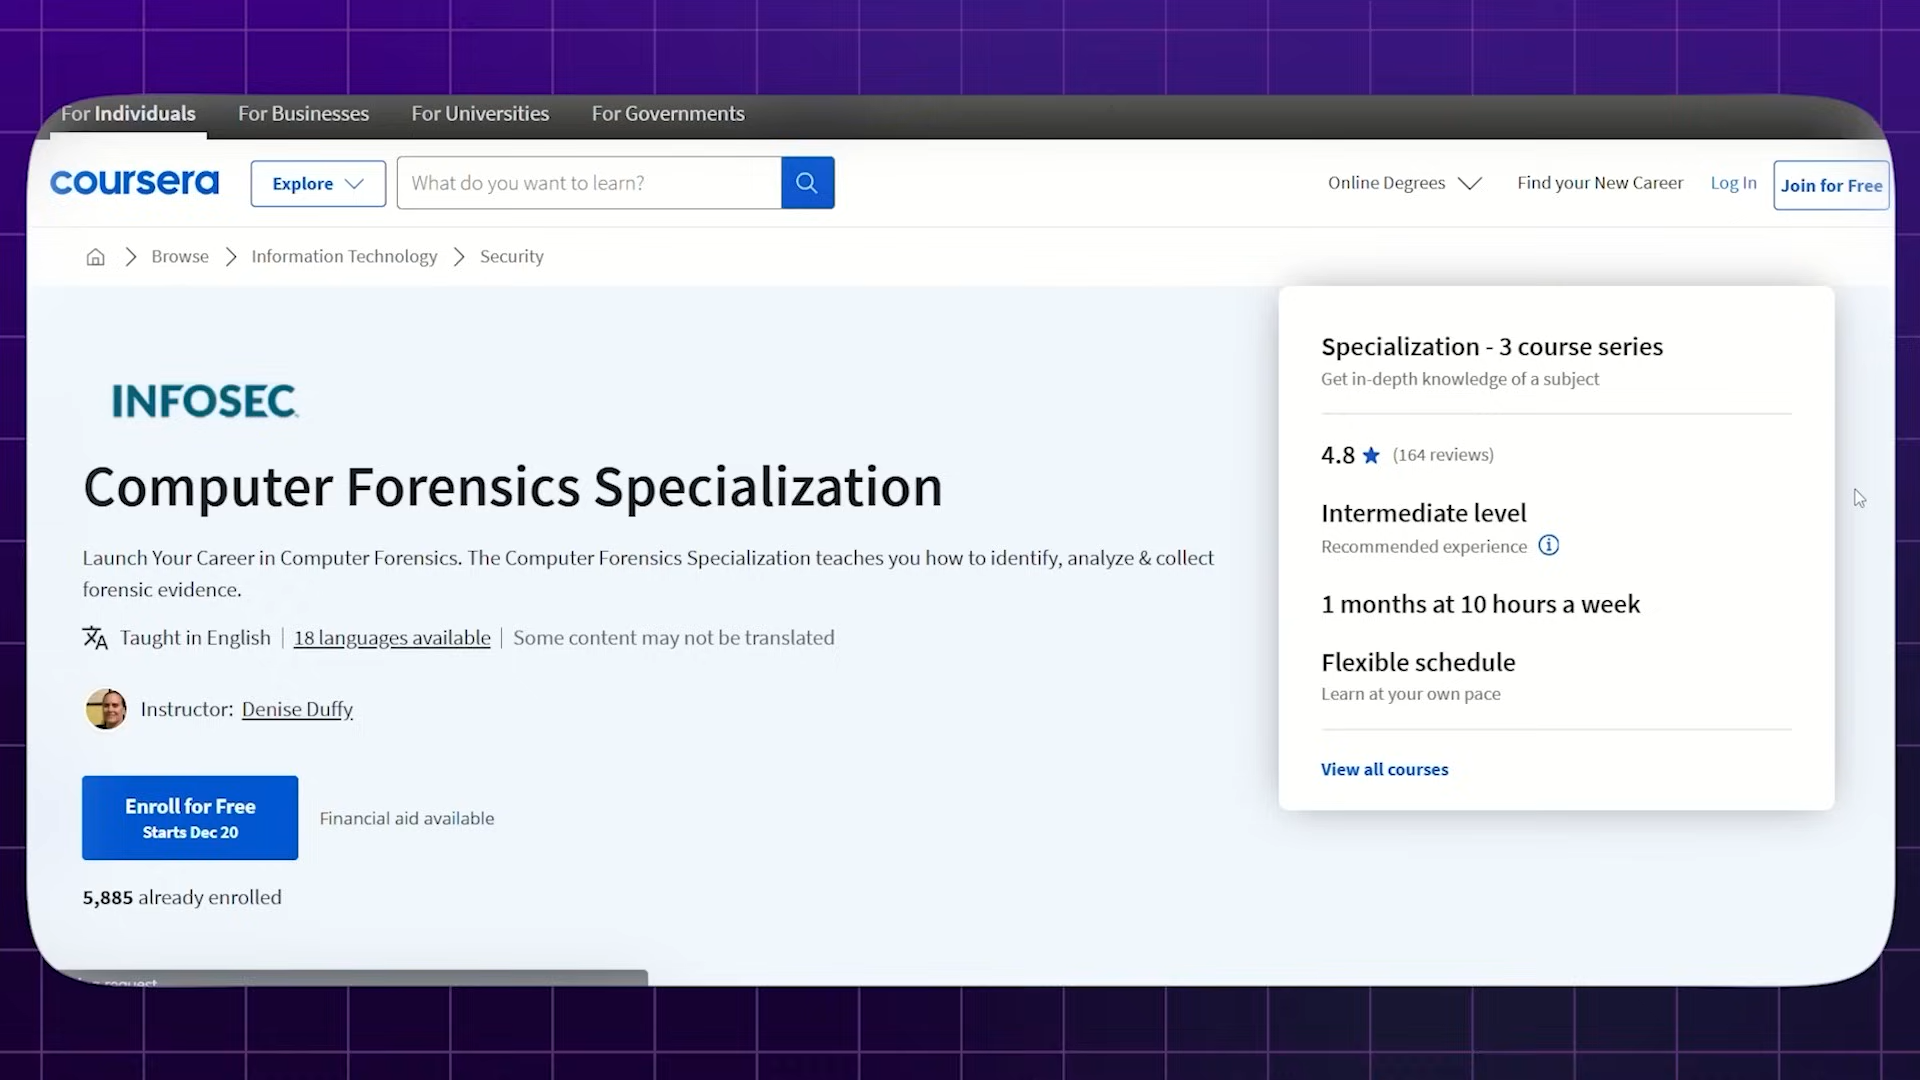 For Individuals For Businesses For Universities For Governments
coursera Explore What do you want to learn? Online Degrees Find your New Career Log In Join for Free
Browse Information Technology Security
INFOSEC
Computer Forensics Specialization
Launch Your Career in Computer Forensics. The Computer Forensics Specialization teaches you how to identify, analyze & collect
forensic evidence.
Taught in English | 18 languages available | Some content may not be translated
Instructor: Denise Duffy
Enroll for Free
Starts Dec 20
Financial aid available
5,885 already enrolled
Specialization - 3 course series
Get in-depth knowledge of a subject
4.8 ★ (164 reviews)
Intermediate level
Recommended experience
1 months at 10 hours a week
Flexible schedule
Learn at your own pace
View all courses
request